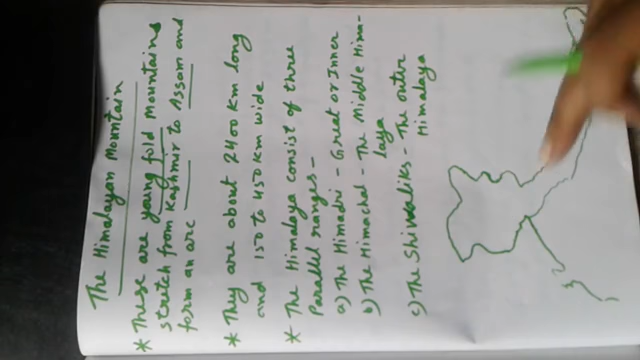 The Himalayan Mountain
* These are young fold Mountains
stretch from Kashmir to Assam and
form an arc
* They are about 2400 Km long
and 150 to 450 Km wide
* The Himalaya consist of three
Parallel ranges-
a) The Himadri - Great or Inner
b) The Himachal - The Middle Hima-
laya
c) The Shivaliks - The outer
Himalaya